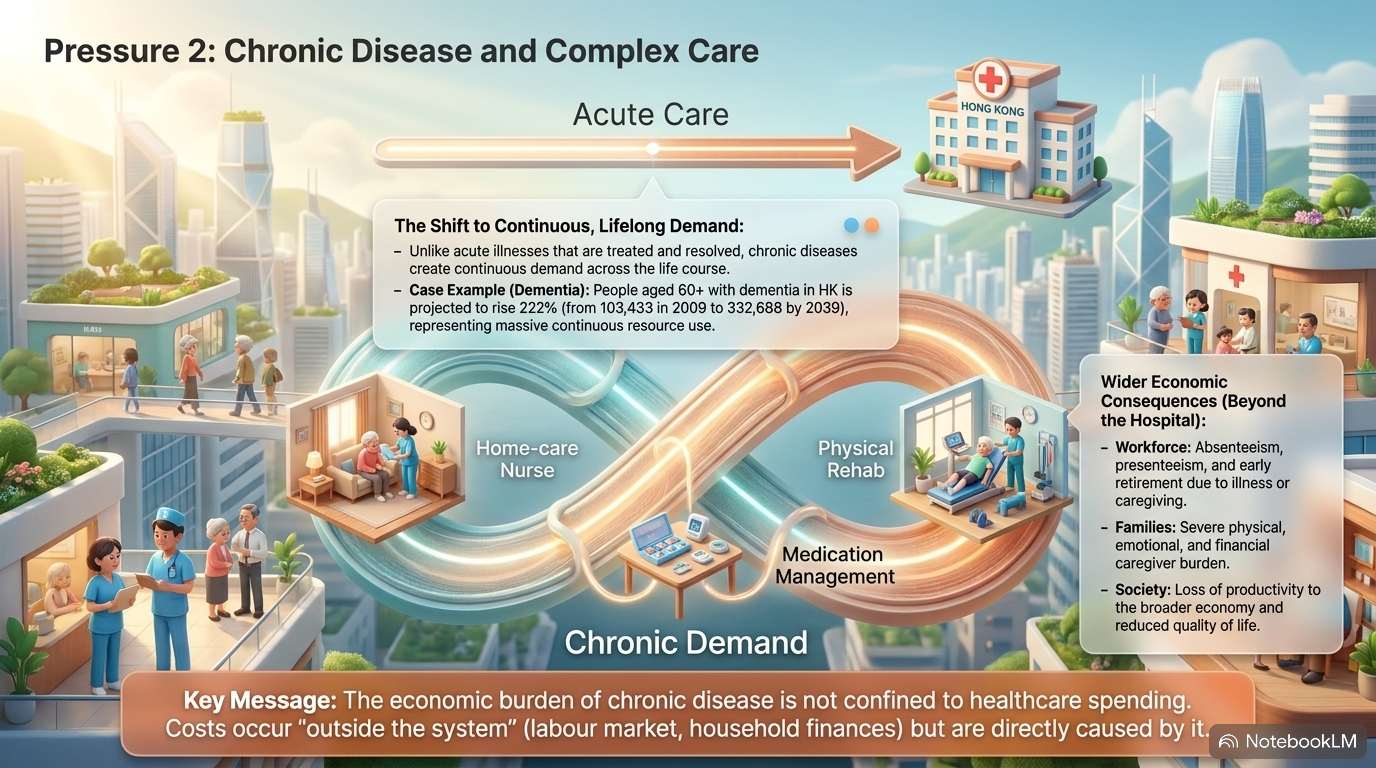 Pressure 2: Chronic Disease and Complex Care
Acute Care
HONG KONG
The Shift to Continuous, Lifelong Demand:
– Unlike acute illnesses that are treated and resolved, chronic diseases
create continuous demand across the life course.
– Case Example (Dementia): People aged 60+ with dementia in HK is
projected to rise 222% (from 103,433 in 2009 to 332,688 by 2039),
representing massive continuous resource use.
Home-care
Nurse
Physical
Rehab
Medication
Management
Chronic Demand
Wider Economic
Consequences (Beyond
the Hospital):
– Workforce: Absenteeism,
presenteeism, and early
retirement due to illness or
caregiving.
– Families: Severe physical,
emotional, and financial
caregiver burden.
– Society: Loss of productivity to
the broader economy and
reduced quality of life.
Key Message: The economic burden of chronic disease is not confined to healthcare spending.
Costs occur “outside the system” (labour market, household finances) but are directly caused by it.
NotebookLM